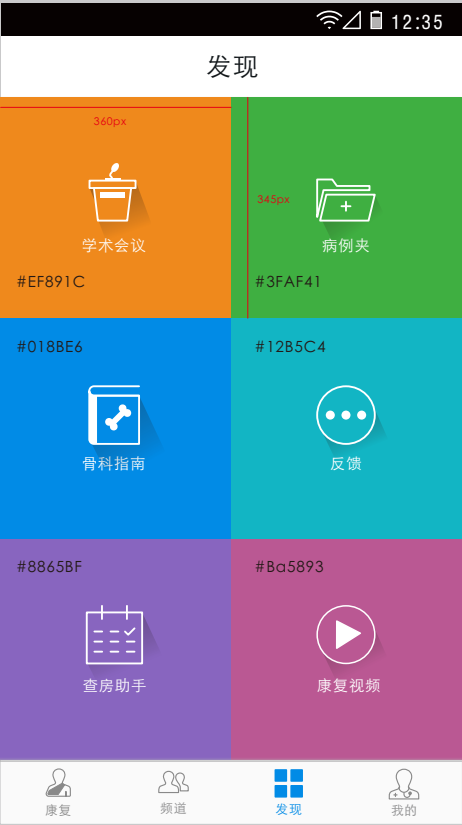 12:35
发现
360px
345px
学术会议
病例夹
#EF891C
#3FAF41
#018BE6
#12B5C4
骨科指南
反馈
#8865BF
#Ba5893
查房助手
康复视频
康复
频道
发现
我的